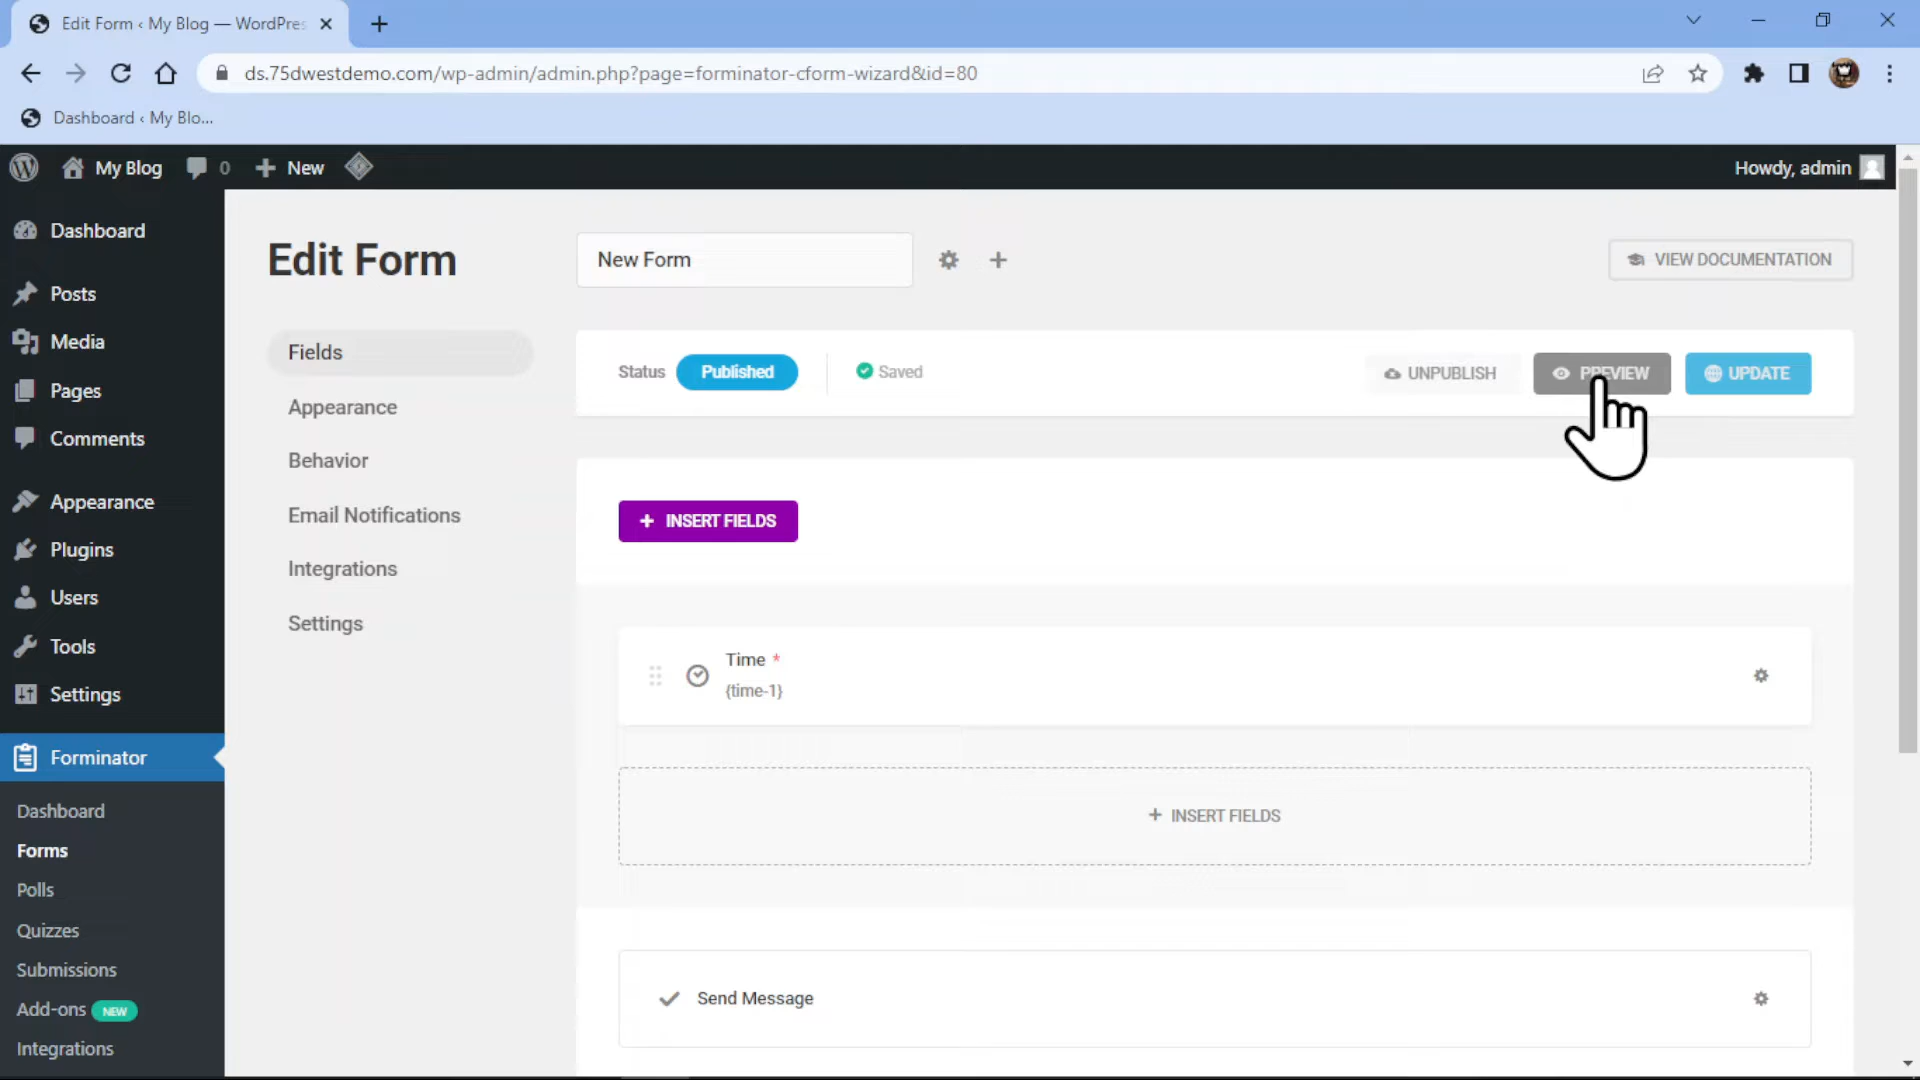 Edit Form ‹ My Blog — WordPres
ds.75dwestdemo.com/wp-admin/admin.php?page=forminator-cform-wizard&id=80
Dashboard ‹ My Blo...
My Blog
0
New
Howdy, admin
Dashboard
Posts
Media
Pages
Comments
Appearance
Plugins
Users
Tools
Settings
Forminator
Dashboard
Forms
Polls
Quizzes
Submissions
Add-ons NEW
Integrations
Edit Form
New Form
VIEW DOCUMENTATION
Fields
Appearance
Behavior
Email Notifications
Integrations
Settings
Status Published
Saved
UNPUBLISH
PREVIEW
UPDATE
+ INSERT FIELDS
Time *
{time-1}
+ INSERT FIELDS
Send Message